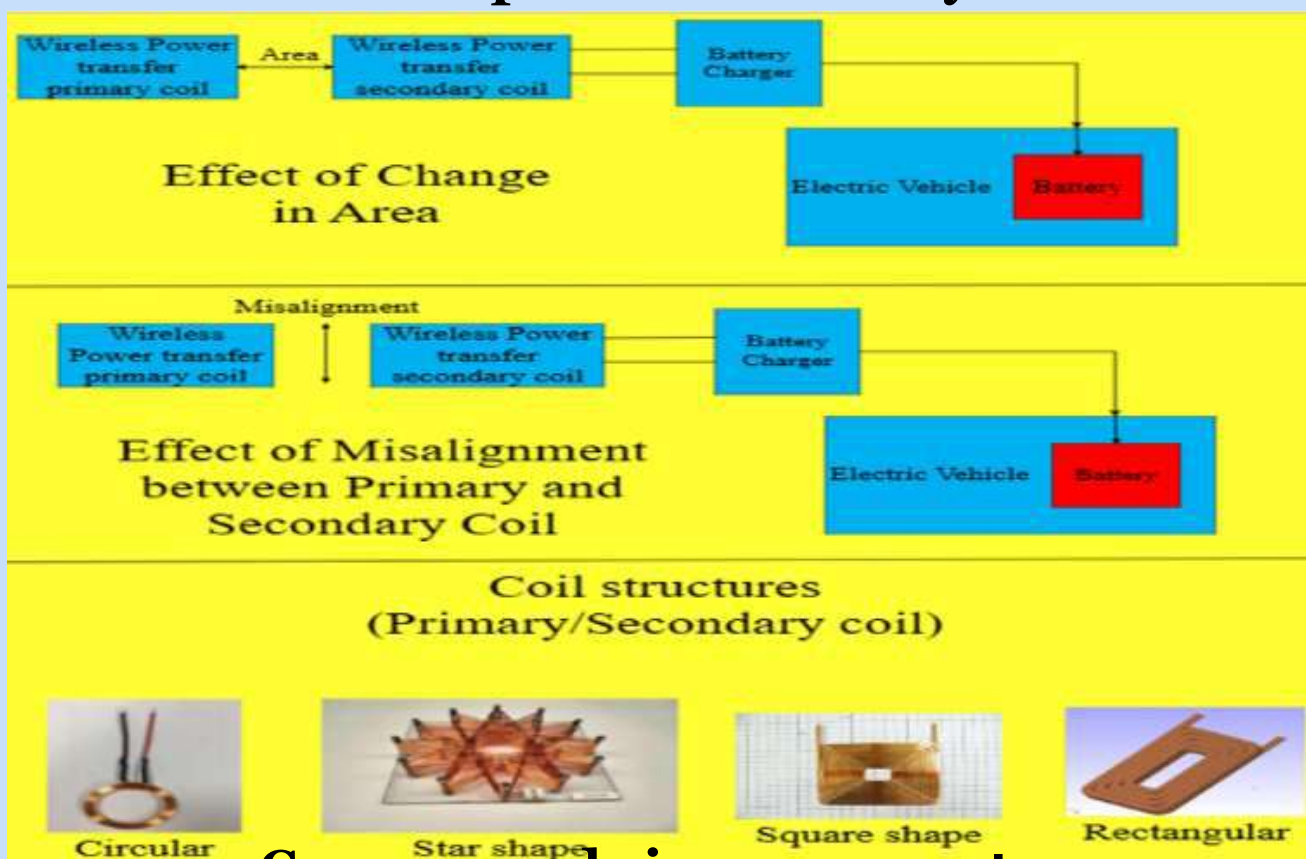 Wireless Power
transfer
primary coil
Area
Wireless Power
transfer
secondary coil
Battery
Charger
Effect of Change
in Area
Electric Vehicle
Battery
Misalignment
Wireless
Power transfer
primary coil
Wireless Power
transfer
secondary coil
Battery
Charger
Effect of Misalignment
between Primary and
Secondary Coil
Electric Vehicle
Battery
Coil structures
(Primary/Secondary coil)
Circular
Star shape
Square shape
Rectangular